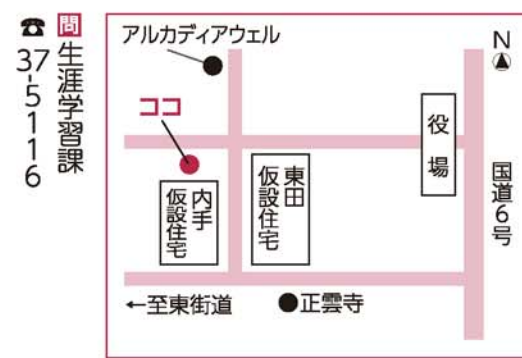 問 生涯学習課
☎37-5116
アルカディアウェル
N
ココ
役場
内手
仮設住宅
東田
仮設住宅
国道6号
←至東街道
●正雲寺